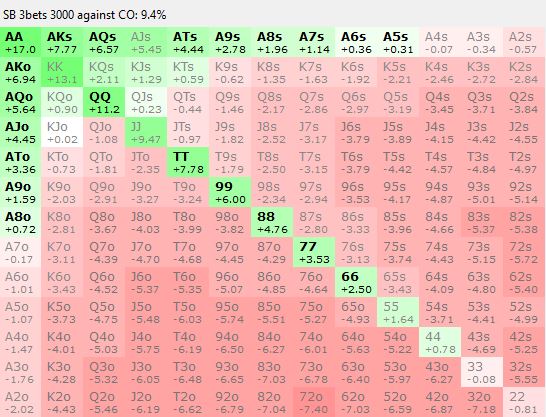 SB 3bets 3000 against CO: 9.4%
AA AKs AQs AJs ATs A9s A8s A7s A6s A5s A4s A3s A2s
+17.0 +7.77 +6.57 +5.45 +4.44 +2.78 +1.96 +1.14 +0.36 +0.31 -0.07 -0.34 -0.57
AKo KK KQs KJs KTs K9s K8s K7s K6s K5s K4s K3s K2s
+6.94 +13.1 +2.11 +1.29 +0.59 -0.62 -1.35 -1.63 -1.92 -2.21 -2.46 -2.72 -2.84
AQo KQo QQ QJs QTs Q9s Q8s Q7s Q6s Q5s Q4s Q3s Q2s
+5.64 +0.90 +11.2 +0.23 -0.44 -1.46 -2.17 -2.86 -2.97 -3.19 -3.45 -3.71 -3.84
AJo KJo QJo JJ JTs J9s J8s J7s J6s J5s J4s J3s J2s
+4.45 +0.02 -1.08 +9.47 -0.97 -1.82 -2.52 -3.17 -3.79 -3.89 -4.15 -4.42 -4.55
ATo KTo QTo JTo TT T9s T8s T7s T6s T5s T4s T3s T2s
+3.36 -0.73 -1.81 -2.35 +7.78 -1.79 -2.50 -3.15 -3.79 -4.42 -4.57 -4.84 -4.97
A9o K9o Q9o J9o T9o 99 98s 97s 96s 95s 94s 93s 92s
+1.59 -2.03 -2.91 -3.27 -3.24 +6.00 -2.34 -2.94 -3.53 -4.17 -4.87 -5.01 -5.14
A8o K8o Q8o J8o T8o 98o 88 87s 86s 85s 84s 83s 82s
+0.72 -2.81 -3.67 -4.03 -3.99 -3.82 +4.76 -2.80 -3.33 -3.96 -4.66 -5.37 -5.38
A7o K7o Q7o J7o T7o 97o 87o 77 76s 75s 74s 73s 72s
-0.17 -3.11 -4.39 -4.70 -4.68 -4.45 -4.29 +3.53 -3.13 -3.74 -4.43 -5.15 -5.72
A6o K6o Q6o J6o T6o 96o 86o 76o 66 65s 64s 63s 62s
-1.01 -3.43 -4.52 -5.37 -5.35 -5.07 -4.85 -4.64 +2.50 -3.43 -4.09 -4.80 -5.40
A5o K5o Q5o J5o T5o 95o 85o 75o 65o 55 54s 53s 52s
-1.07 -3.73 -4.75 -5.48 -6.03 -5.74 -5.51 -5.27 -4.93 +1.64 -3.71 -4.41 -4.99
A4o K4o Q4o J4o T4o 94o 84o 74o 64o 54o 44 43s 42s
-1.47 -4.01 -5.03 -5.75 -6.19 -6.50 -6.27 -6.01 -5.63 -5.22 +0.78 -4.69 -5.25
A3o K3o Q3o J3o T3o 93o 83o 73o 63o 53o 43o 33 32s
-1.76 -4.28 -5.32 -6.05 -6.48 -6.65 -7.03 -6.78 -6.40 -5.97 -6.27 -0.08 -5.55
A2o K2o Q2o J2o T2o 92o 82o 72o 62o 52o 42o 32o 22
-2.02 -4.43 -5.46 -6.19 -6.62 -6.79 -7.04 -7.40 -7.03 -6.59 -6.87 -7.18 -0.81